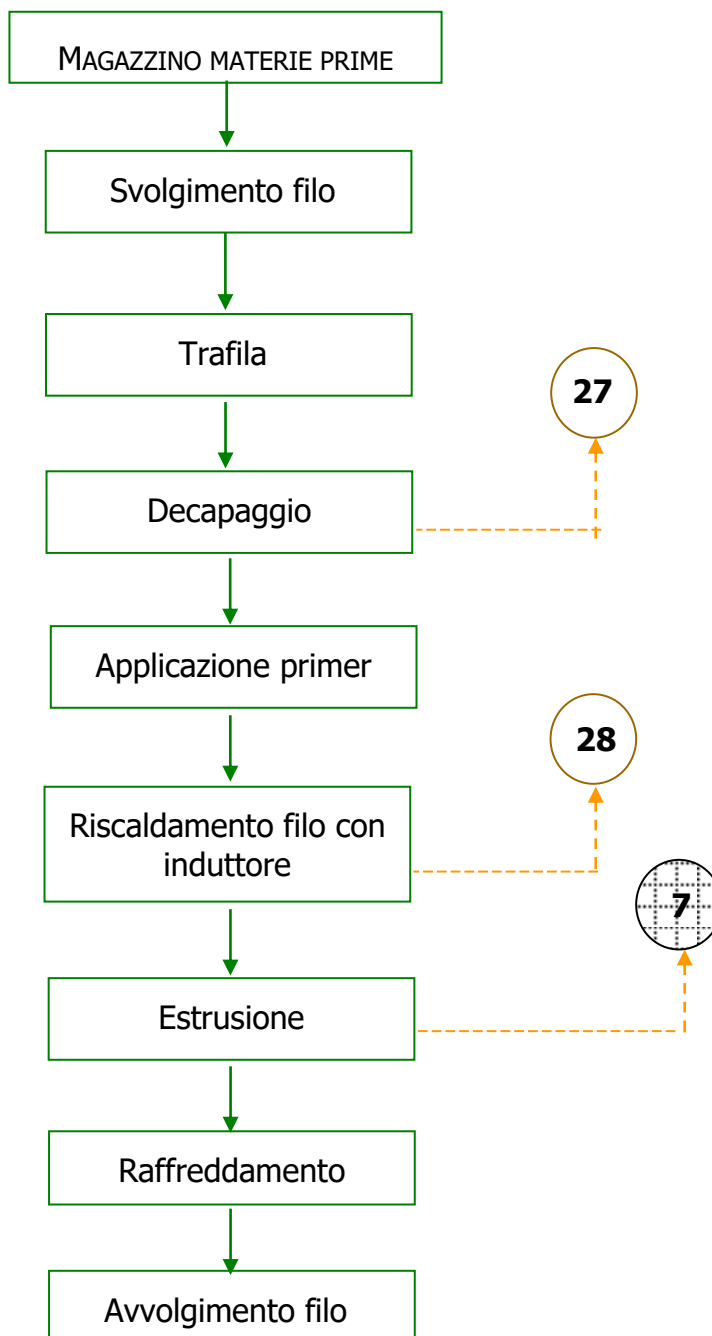 MAGAZZINO MATERIE PRIME
Svolgimento filo
Trafila
27
Decapaggio
Applicazione primer
28
Riscaldamento filo con
induttore
7
Estrusione
Raffreddamento
Avvolgimento filo